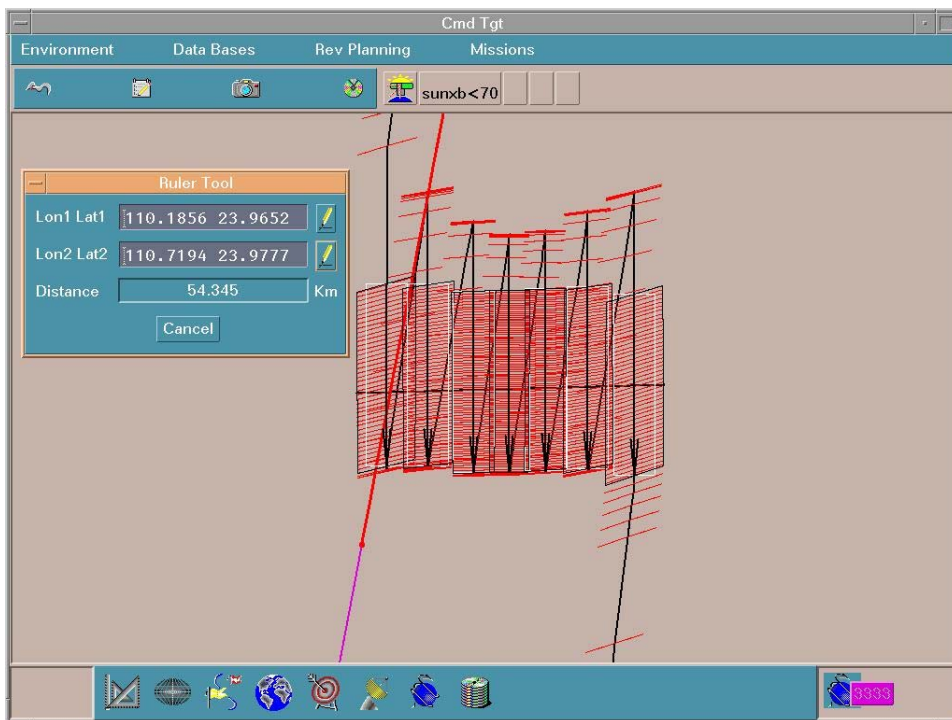 Cmd Tgt
Environment Data Bases Rev Planning Missions
sunxb<70
Ruler Tool
Lon1 Lat1 110.1856 23.9652
Lon2 Lat2 110.7194 23.9777
Distance 54.345 Km
Cancel
3333